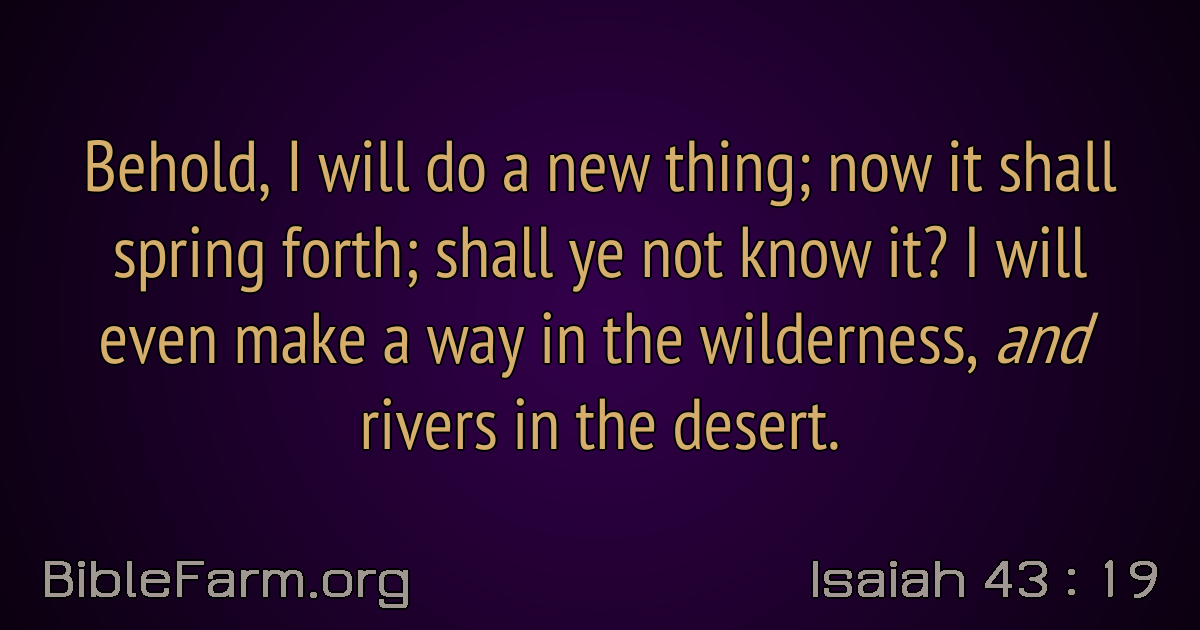 Behold, I will do a new thing; now it shall
spring forth; shall ye not know it? I will
even make a way in the wilderness, and
rivers in the desert.
BibleFarm.org
Isaiah 43 : 19